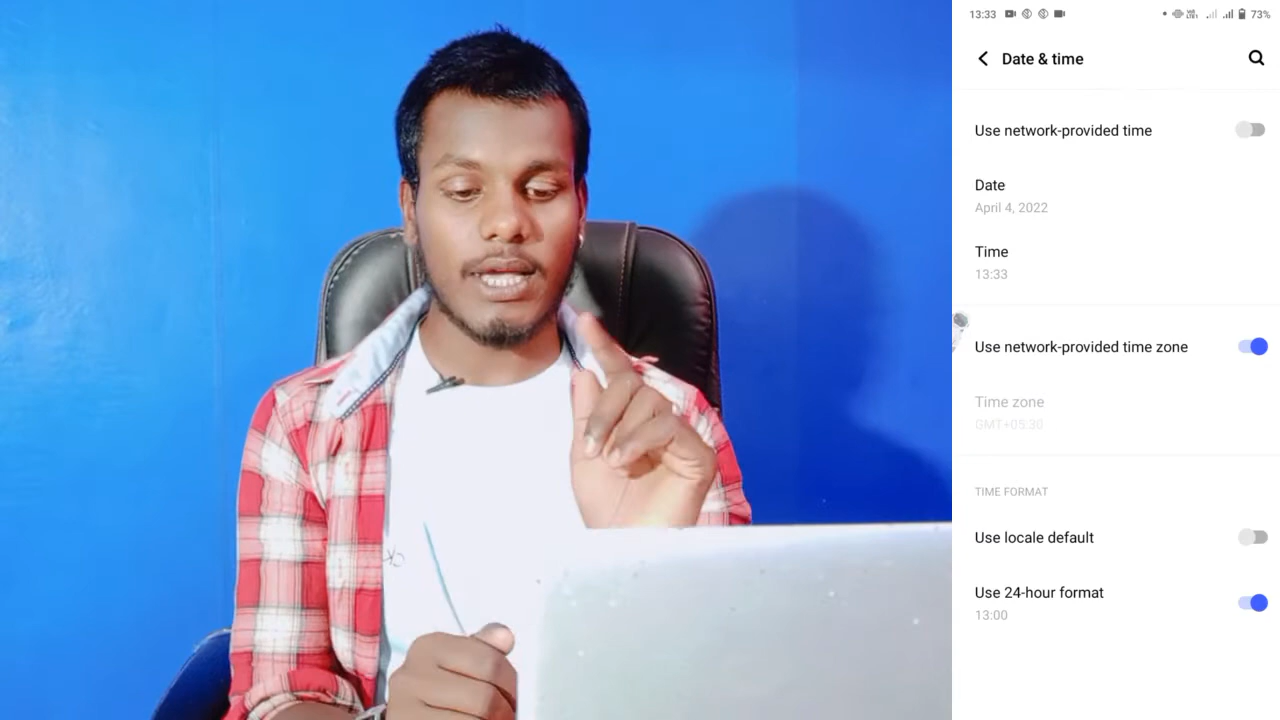 13:33
73%
Date & time
Use network-provided time
Date
April 4, 2022
Time
13:33
Use network-provided time zone
Time zone
GMT+05:30
TIME FORMAT
Use locale default
Use 24-hour format
13:00